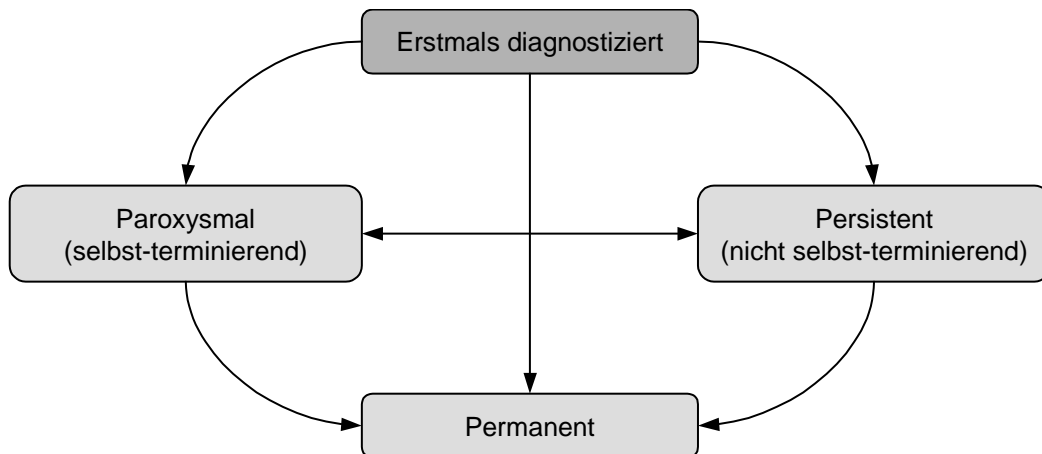 Erstmals diagnostiziert
Paroxysmal
(selbst-terminierend)
Persistent
(nicht selbst-terminierend)
Permanent